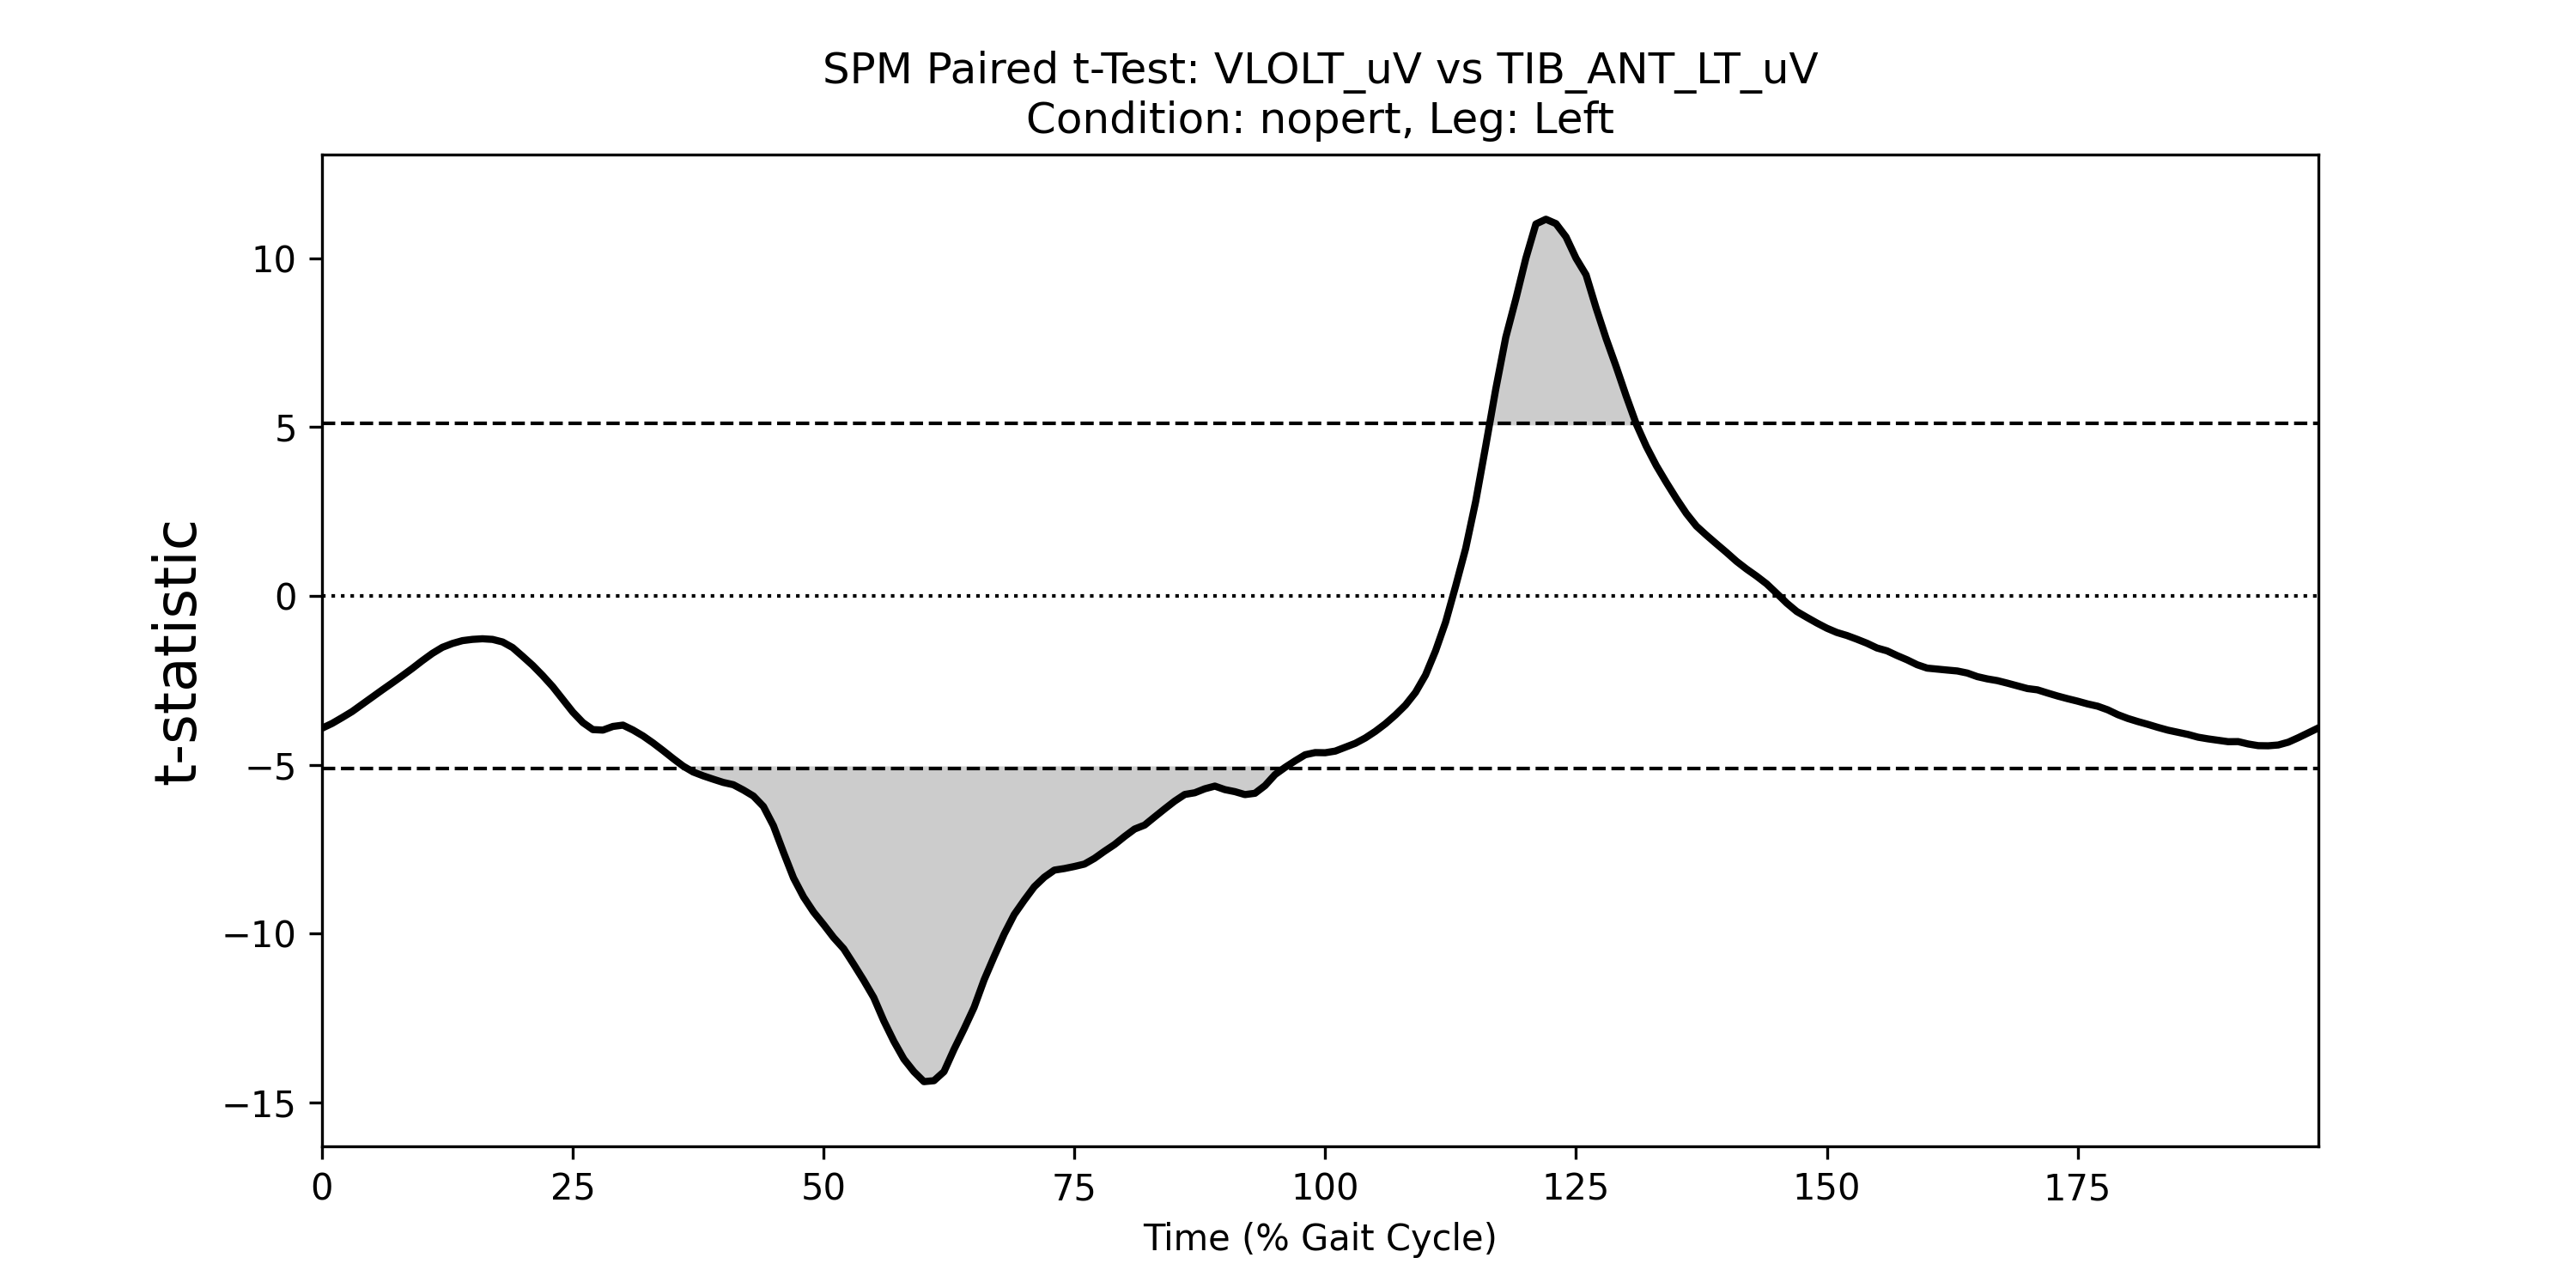 SPM Paired t-Test: VLOLT_uV vs TIB_ANT_LT_uV
Condition: nopert, Leg: Left
t-statistic
10
5
0
−5
−10
−15
0 25 50 75 100 125 150 175
Time (% Gait Cycle)